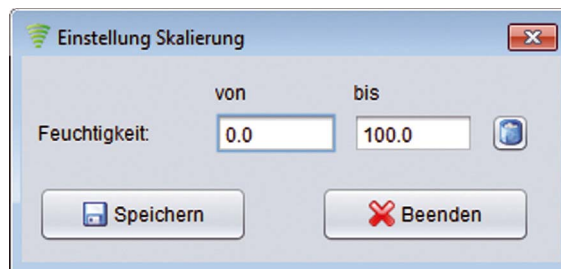 Einstellung Skalierung
von bis
Feuchtigkeit: 0.0 100.0
Speichern Beenden